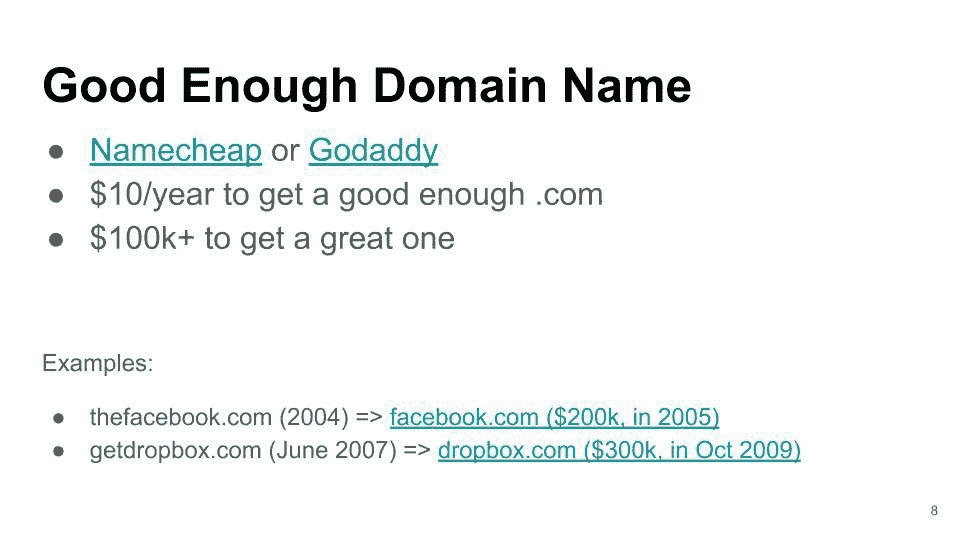 Good Enough Domain Name
● Namecheap or Godaddy
● $10/year to get a good enough .com
● $100k+ to get a great one
Examples:
● thefacebook.com (2004) => facebook.com ($200k, in 2005)
● getdropbox.com (June 2007) => dropbox.com ($300k, in Oct 2009)
8